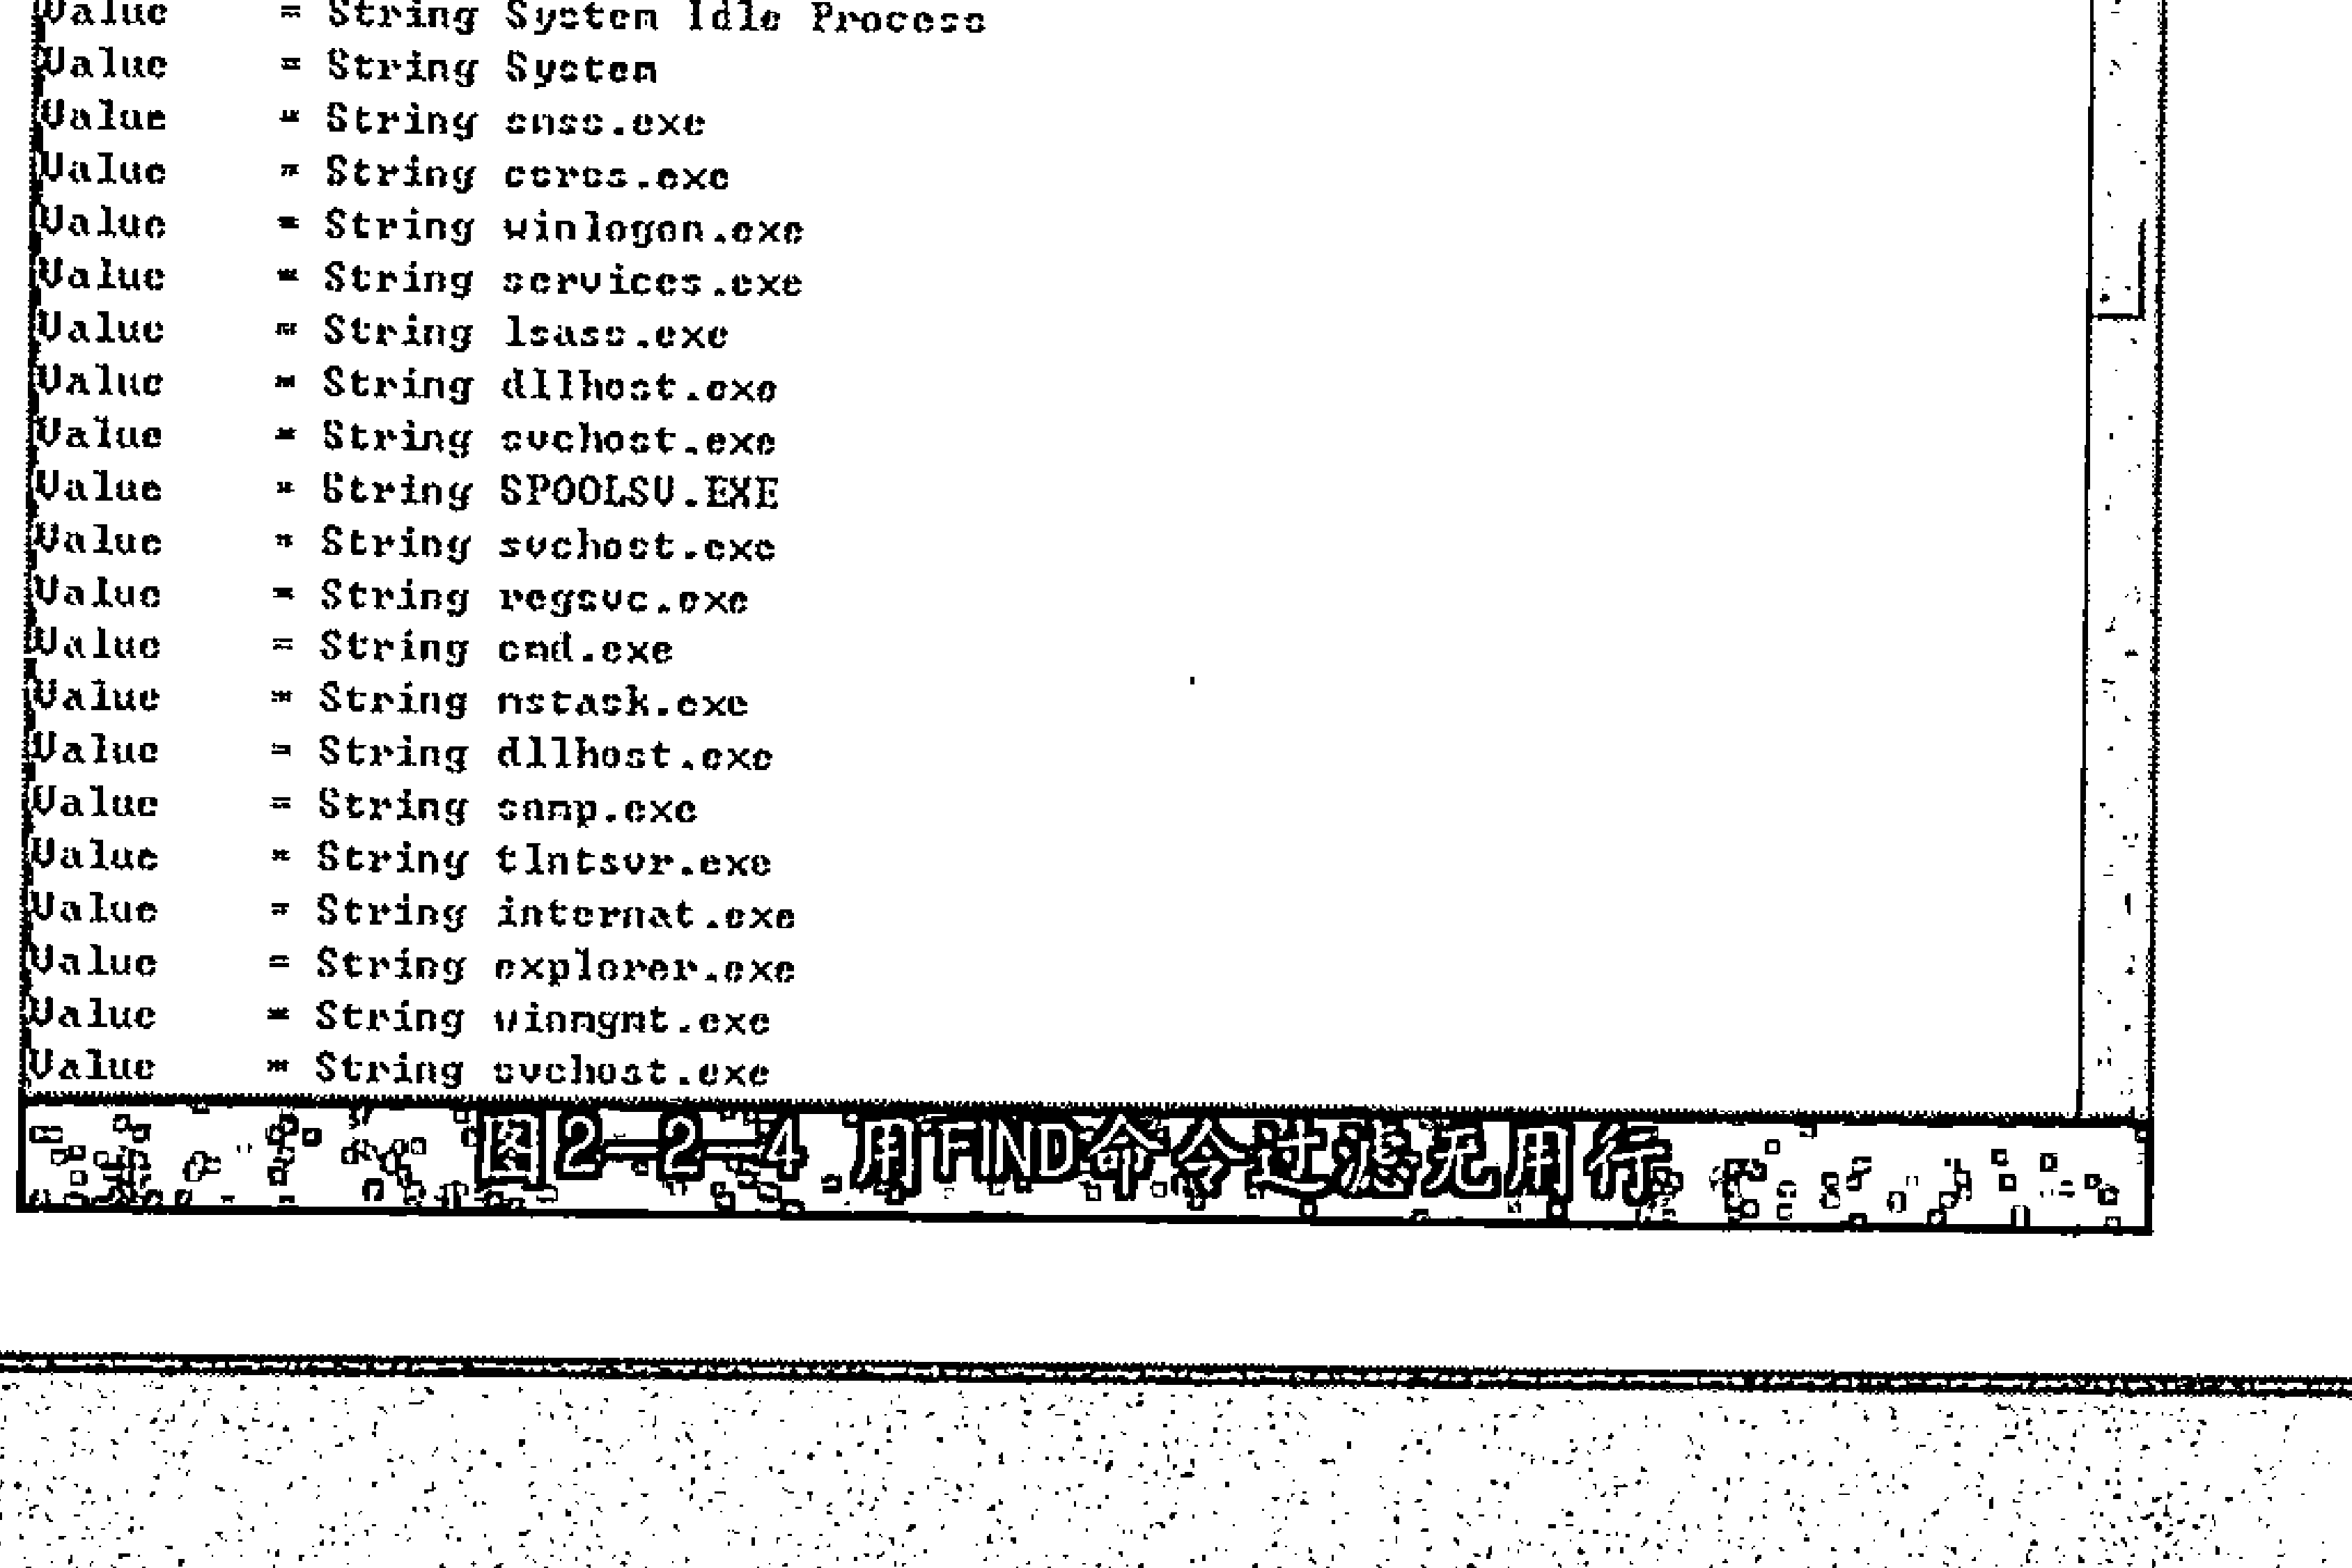 Value = String System Idle Process
Value = String System
Value = String smss.exe
Value = String csrss.exe
Value = String winlogon.exe
Value = String services.exe
Value = String lsass.exe
Value = String dllhost.exe
Value = String svchost.exe
Value = String SPOOLSV.EXE
Value = String svchost.exe
Value = String regsvc.exe
Value = String cmd.exe
Value = String mstask.exe
Value = String dllhost.exe
Value = String snmp.exe
Value = String tlntsvr.exe
Value = String internat.exe
Value = String explorer.exe
Value = String winmgmt.exe
Value = String svchost.exe
图2—2—4 用FIND命令过滤无用行